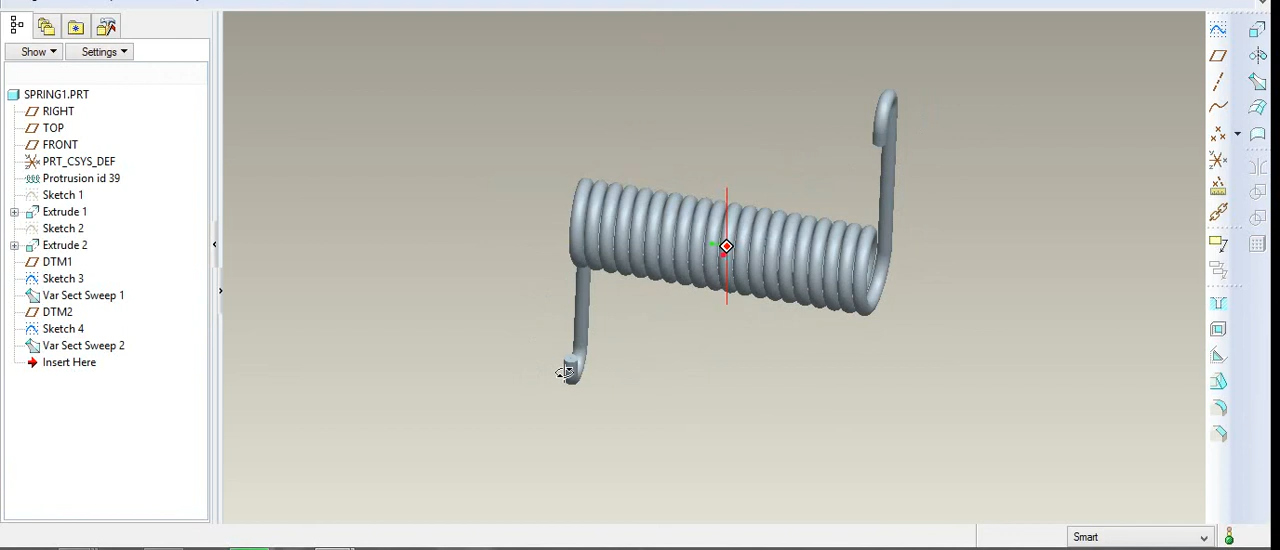 Show Settings
SPRING1.PRT
RIGHT
TOP
FRONT
PRT_CSYS_DEF
Protrusion id 39
Sketch 1
Extrude 1
Sketch 2
Extrude 2
DTM1
Sketch 3
Var Sect Sweep 1
DTM2
Sketch 4
Var Sect Sweep 2
Insert Here
Smart